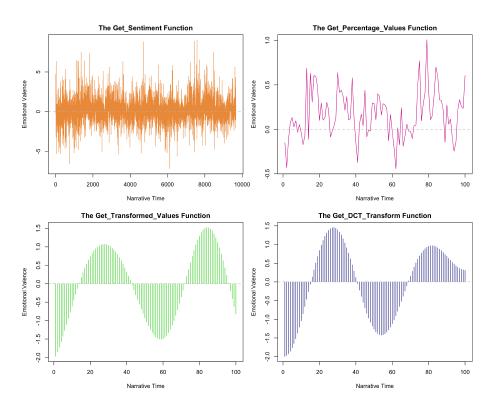 The Get_Sentiment Function
Emotional Valence
5
0
-5
0 2000 4000 6000 8000 10000
Narrative Time
The Get_Percentage_Values Function
Emotional Valence
1.0
0.5
0.0
-0.5
0 20 40 60 80 100
Narrative Time
The Get_Transformed_Values Function
Emotional Valence
1.5
1.0
0.5
0.0
-0.5
-1.0
-1.5
-2.0
0 20 40 60 80 100
Narrative Time
The Get_DCT_Transform Function
Emotional Valence
1.5
1.0
0.5
0.0
-0.5
-1.0
-1.5
-2.0
0 20 40 60 80 100
Narrative Time